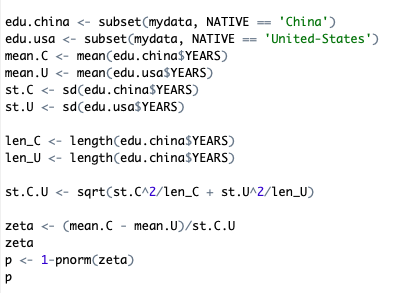 edu.china <- subset(mydata, NATIVE == 'China')
edu.usa <- subset(mydata, NATIVE == 'United-States')
mean.C <- mean(edu.china$YEARS)
mean.U <- mean(edu.usa$YEARS)
st.C <- sd(edu.china$YEARS)
st.U <- sd(edu.usa$YEARS)
len_C <- length(edu.china$YEARS)
len_U <- length(edu.china$YEARS)
st.C.U <- sqrt(st.C^2/len_C + st.U^2/len_U)
zeta <- (mean.C - mean.U)/st.C.U
zeta
p <- 1-pnorm(zeta)
p